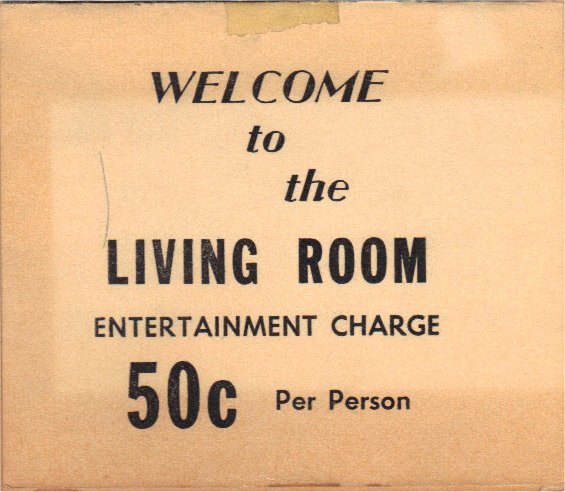 WELCOME
to
the
LIVING ROOM
ENTERTAINMENT CHARGE
50c Per Person